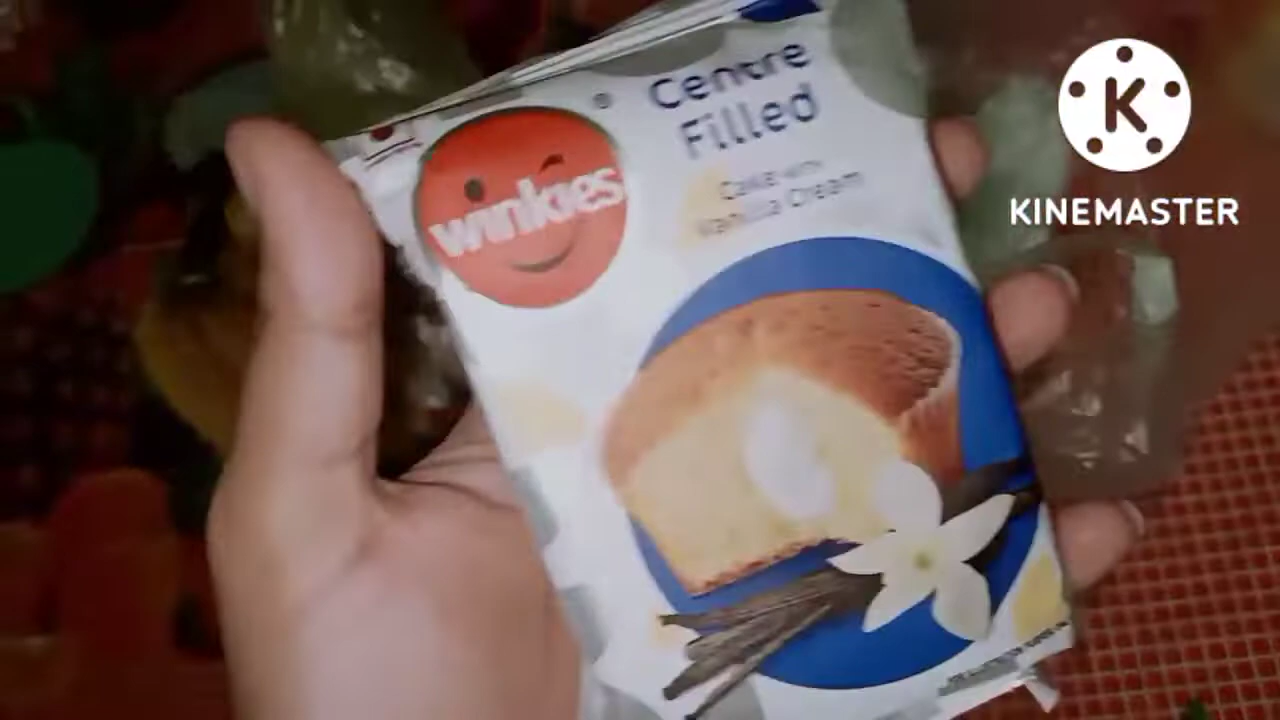 winkies
Centre
Filled
Cake with
Vanilla Cream
K
KINEMASTER